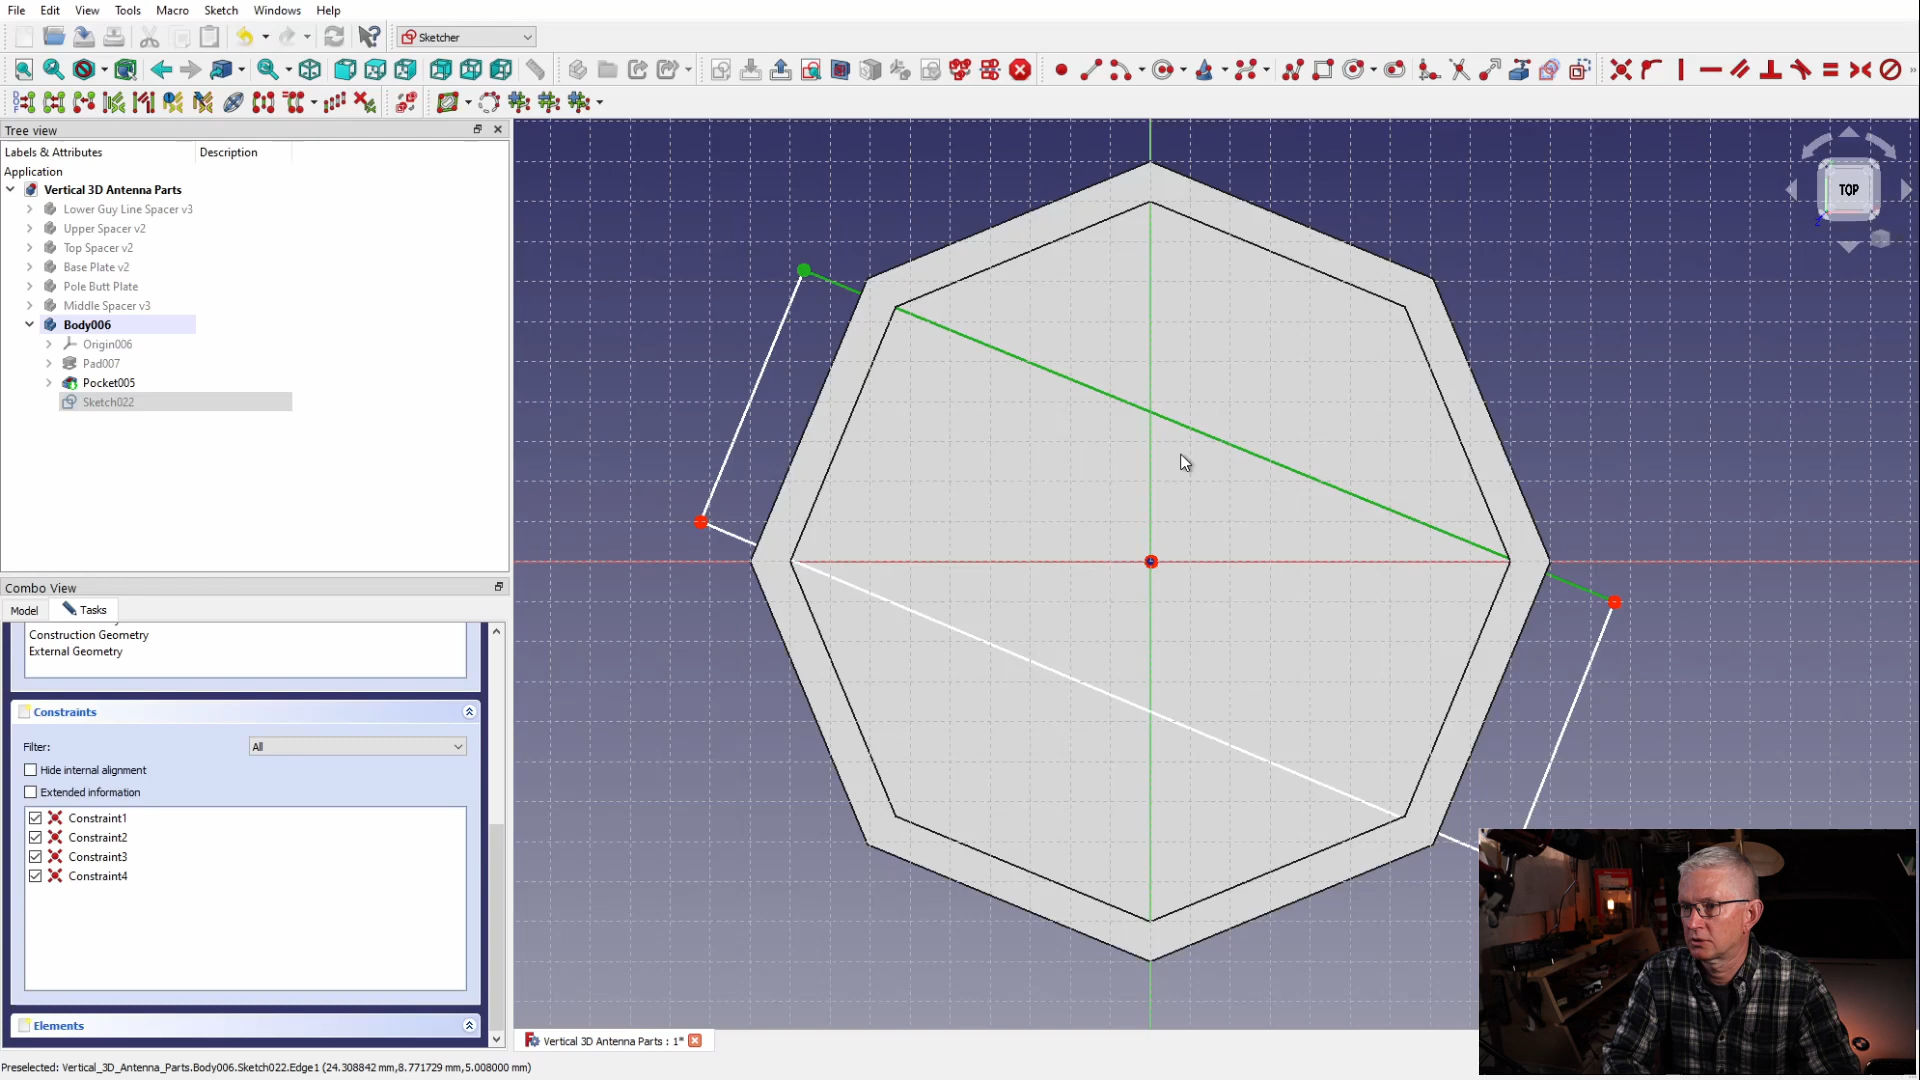 File Edit View Tools Macro Sketch Windows Help
Sketcher
Tree view
Labels & Attributes Description
Application
Vertical 3D Antenna Parts
Lower Guy Line Spacer v3
Upper Spacer v2
Top Spacer v2
Base Plate v2
Pole Butt Plate
Middle Spacer v3
Body006
Origin006
Pad007
Pocket005
Sketch022
TOP
Combo View
Model Tasks
Construction Geometry
External Geometry
Constraints
Filter: All
Hide internal alignment
Extended information
Constraint1
Constraint2
Constraint3
Constraint4
Elements
Vertical 3D Antenna Parts : 1*
Preselected: Vertical_3D_Antenna_Parts.Body006.Sketch022.Edge1 (24.308842 mm,8.771729 mm,5.008000 mm)